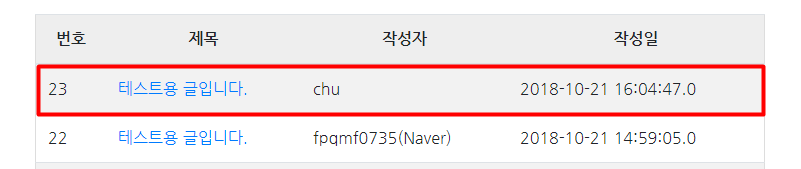 번호 제목 작성자 작성일
23 테스트용 글입니다. chu 2018-10-21 16:04:47.0
22 테스트용 글입니다. fpqmf0735(Naver) 2018-10-21 14:59:05.0